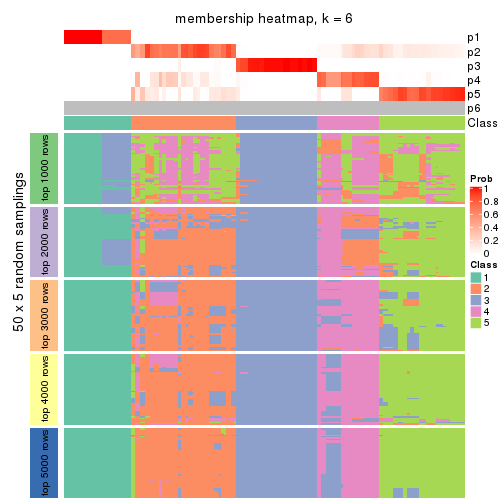 membership heatmap, k = 6
p1
p2
p3
p4
p5
p6
Class
50 x 5 random samplings
top 1000 rows
top 2000 rows
top 3000 rows
top 4000 rows
top 5000 rows
Prob
1
0.8
0.6
0.4
0.2
0
Class
1
2
3
4
5